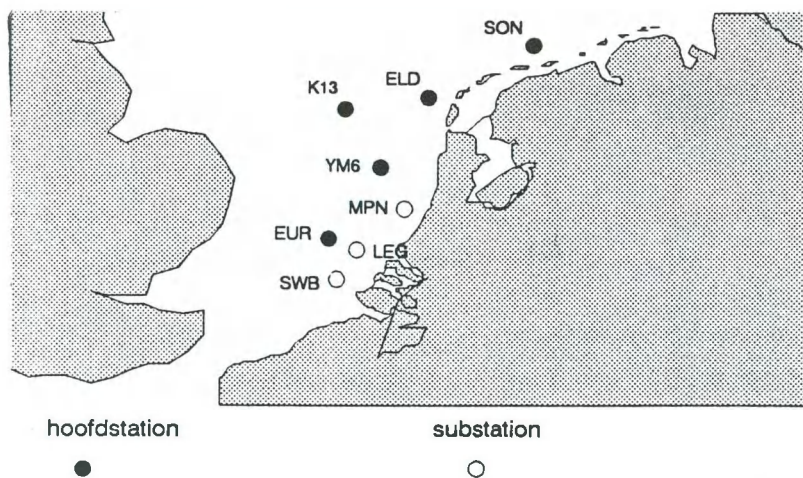 SON
K13
ELD
YM6
MPN
EUR
LEG
SWB
hoofdstation
substation